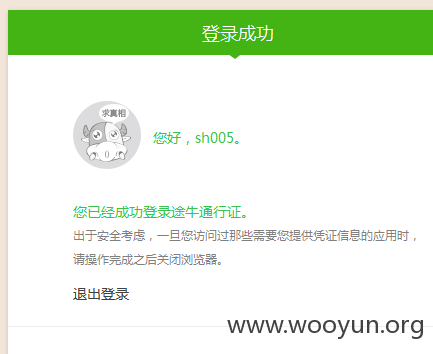 登录成功
求真相
您好，sh005。
您已经成功登录途牛通行证。
出于安全考虑，一旦您访问过那些需要您提供凭证信息的应用时，
请操作完成之后关闭浏览器。
退出登录
www.wooyun.org